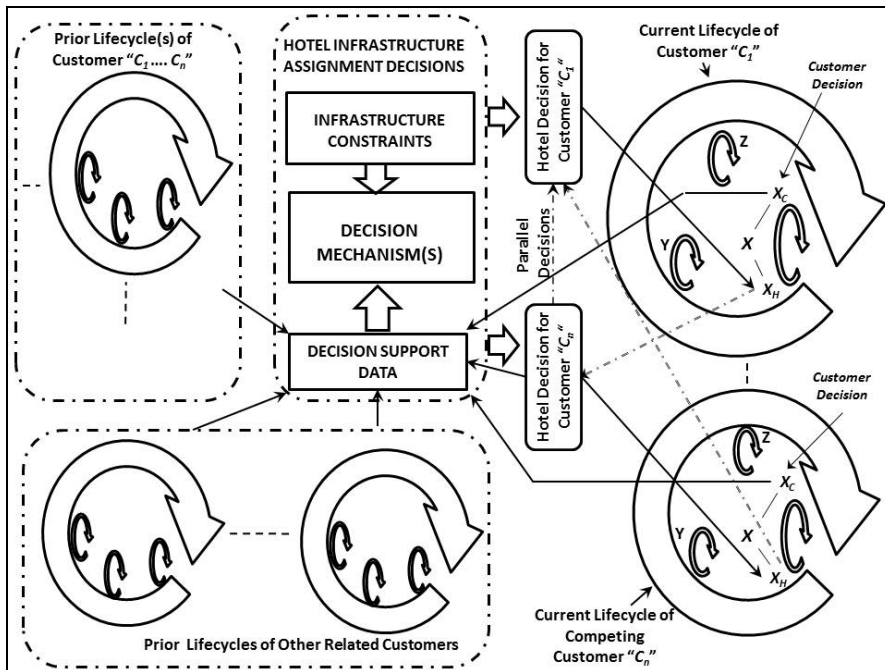 Prior Lifecycle(s) of
Customer “C1 .... Cn”
HOTEL INFRASTRUCTURE
ASSIGNMENT DECISIONS
INFRASTRUCTURE
CONSTRAINTS
DECISION
MECHANISM(S)
DECISION SUPPORT
DATA
Hotel Decision for
Customer “C1”
Parallel
Decisions
Hotel Decision for
Customer “Cn“
Current Lifecycle of
Customer “C1”
Customer
Decision
Z
XC
Y
X
XH
Customer
Decision
Z
XC
Y
X
XH
Current Lifecycle of
Competing
Customer “Cn”
Prior Lifecycles of Other Related Customers